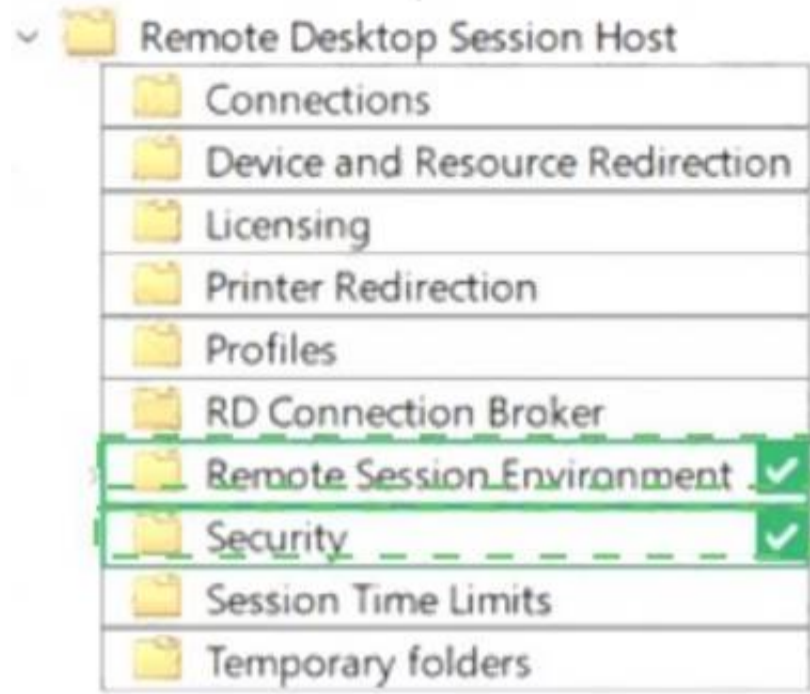 Remote Desktop Session Host
Connections
Device and Resource Redirection
Licensing
Printer Redirection
Profiles
RD Connection Broker
Remote Session Environment
Security
Session Time Limits
Temporary folders